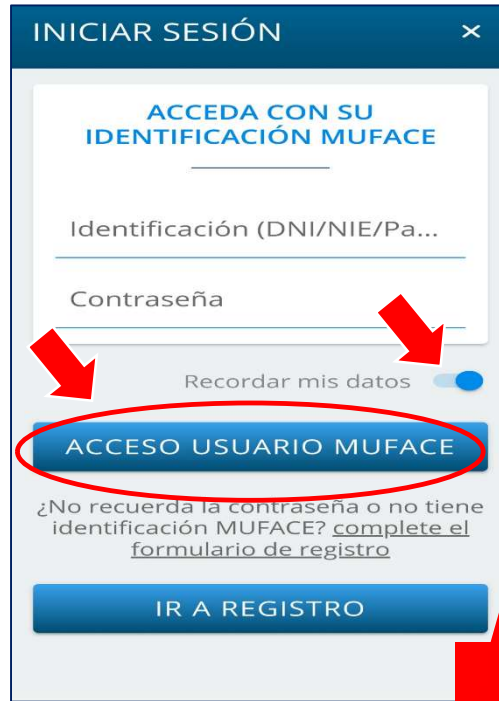 INICIAR SESIÓN ×
ACCEDA CON SU
IDENTIFICACIÓN MUFACE
Identificación (DNI/NIE/Pa...
Contraseña
Recordar mis datos
ACCESO USUARIO MUFACE
¿No recuerda la contraseña o no tiene
identificación MUFACE? complete el
formulario de registro
IR A REGISTRO